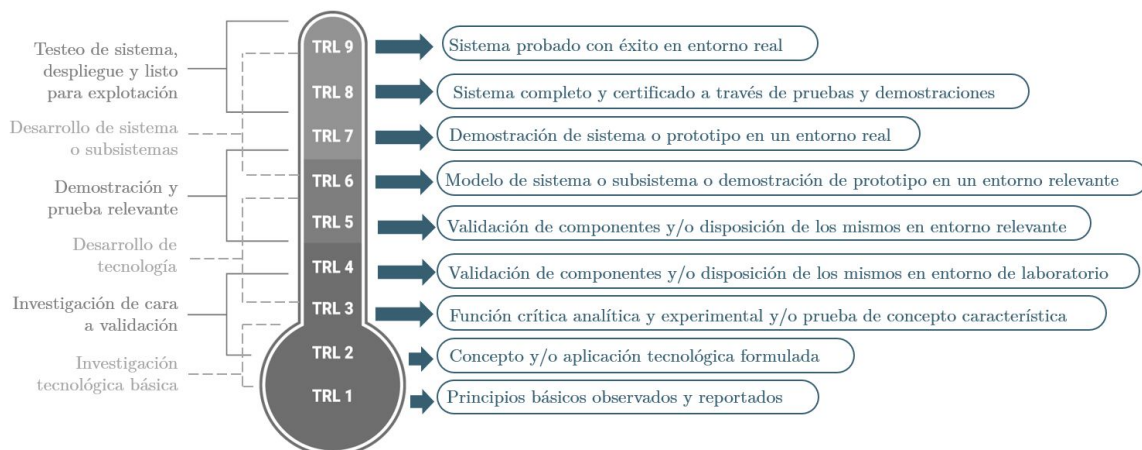 Testeo de sistema,
despliegue y listo
para explotación
Desarrollo de sistema
o subsistemas
Demostración y
prueba relevante
Desarrollo de
tecnología
Investigación de cara
a validación
Investigación
tecnológica básica
TRL 9
Sistema probado con éxito en entorno real
TRL 8
Sistema completo y certificado a través de pruebas y demostraciones
TRL 7
Demostración de sistema o prototipo en un entorno real
TRL 6
Modelo de sistema o subsistema o demostración de prototipo en un entorno relevante
TRL 5
Validación de componentes y/o disposición de los mismos en entorno relevante
TRL 4
Validación de componentes y/o disposición de los mismos en entorno de laboratorio
TRL 3
Función crítica analítica y experimental y/o prueba de concepto característica
TRL 2
Concepto y/o aplicación tecnológica formulada
TRL 1
Principios básicos observados y reportados